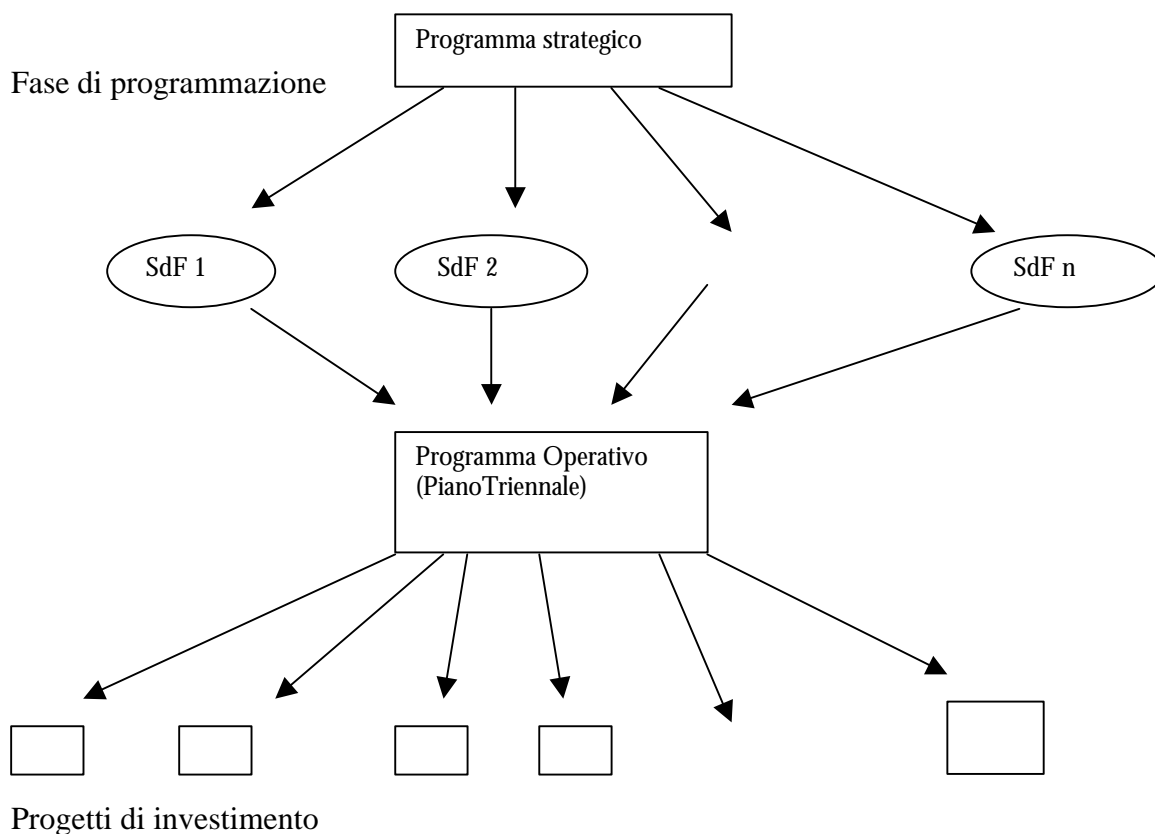 Programma strategico
Fase di programmazione
SdF 1
SdF 2
SdF n
Programma Operativo
(PianoTriennale)
Progetti di investimento